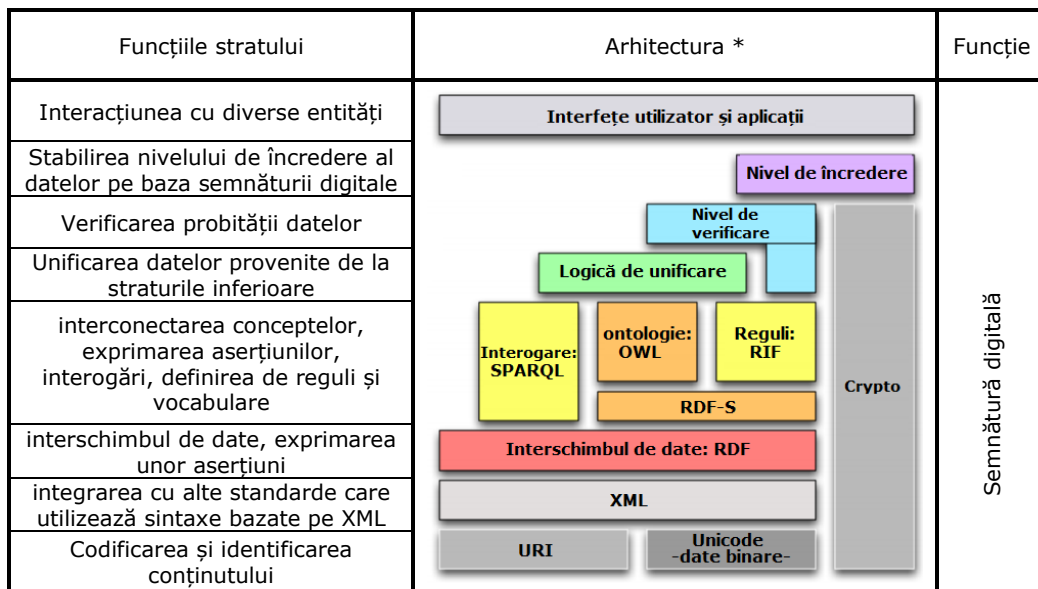 Funcțiile stratului
Arhitectura *
Funcție
Interacțiunea cu diverse entități
Interfețe utilizator și aplicații
Stabilirea nivelului de încredere al
datelor pe baza semnăturii digitale
Nivel de încredere
Verificarea probității datelor
Nivel de
verificare
Unificarea datelor provenite de la
straturile inferioare
Logică de unificare
interconectarea conceptelor,
exprimarea aserțiunilor,
interogări, definirea de reguli și
vocabulare
Interogare:
SPARQL
ontologie:
OWL
Reguli:
RIF
RDF-S
Crypto
Semnătură digitală
interschimbul de date, exprimarea
unor aserțiuni
Interschimbul de date: RDF
integrarea cu alte standarde care
utilizează sintaxe bazate pe XML
XML
Codificarea și identificarea
conținutului
URI
Unicode
-date binare-